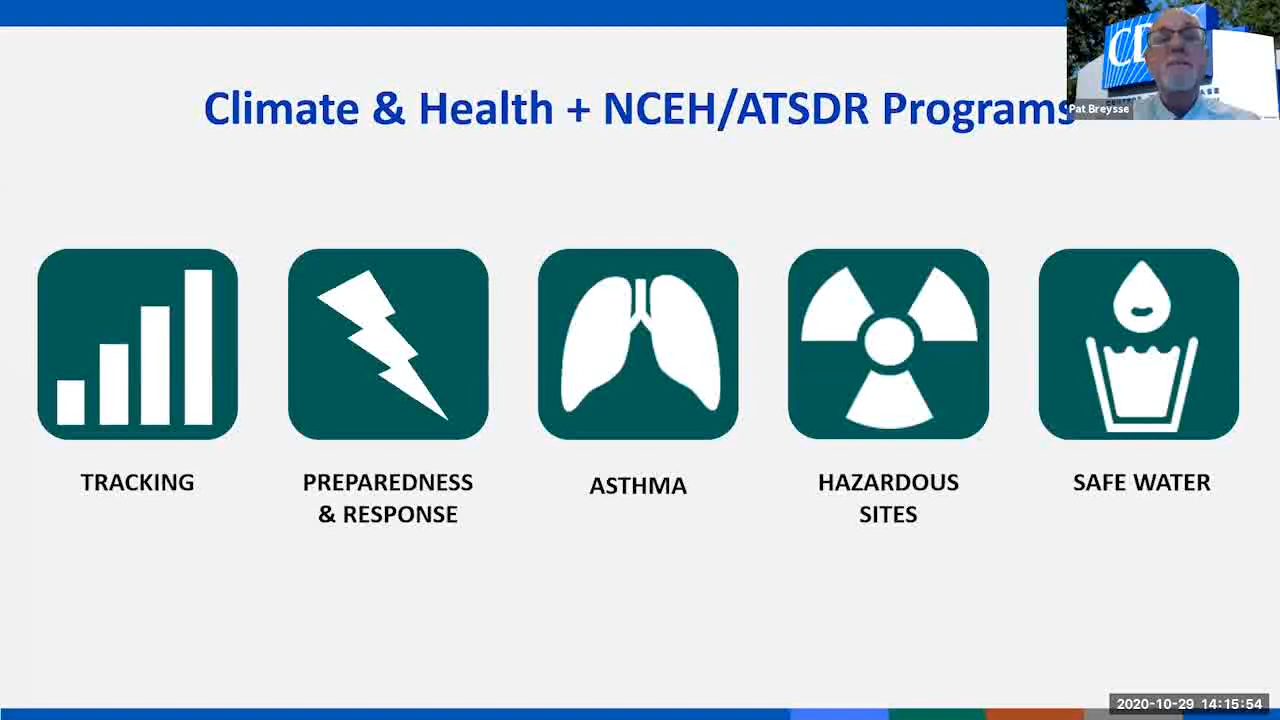 Climate & Health + NCEH/ATSDR Programs
Pat Breysse
TRACKING
PREPAREDNESS
& RESPONSE
ASTHMA
HAZARDOUS
SITES
SAFE WATER
2020-10-29 14:15:54